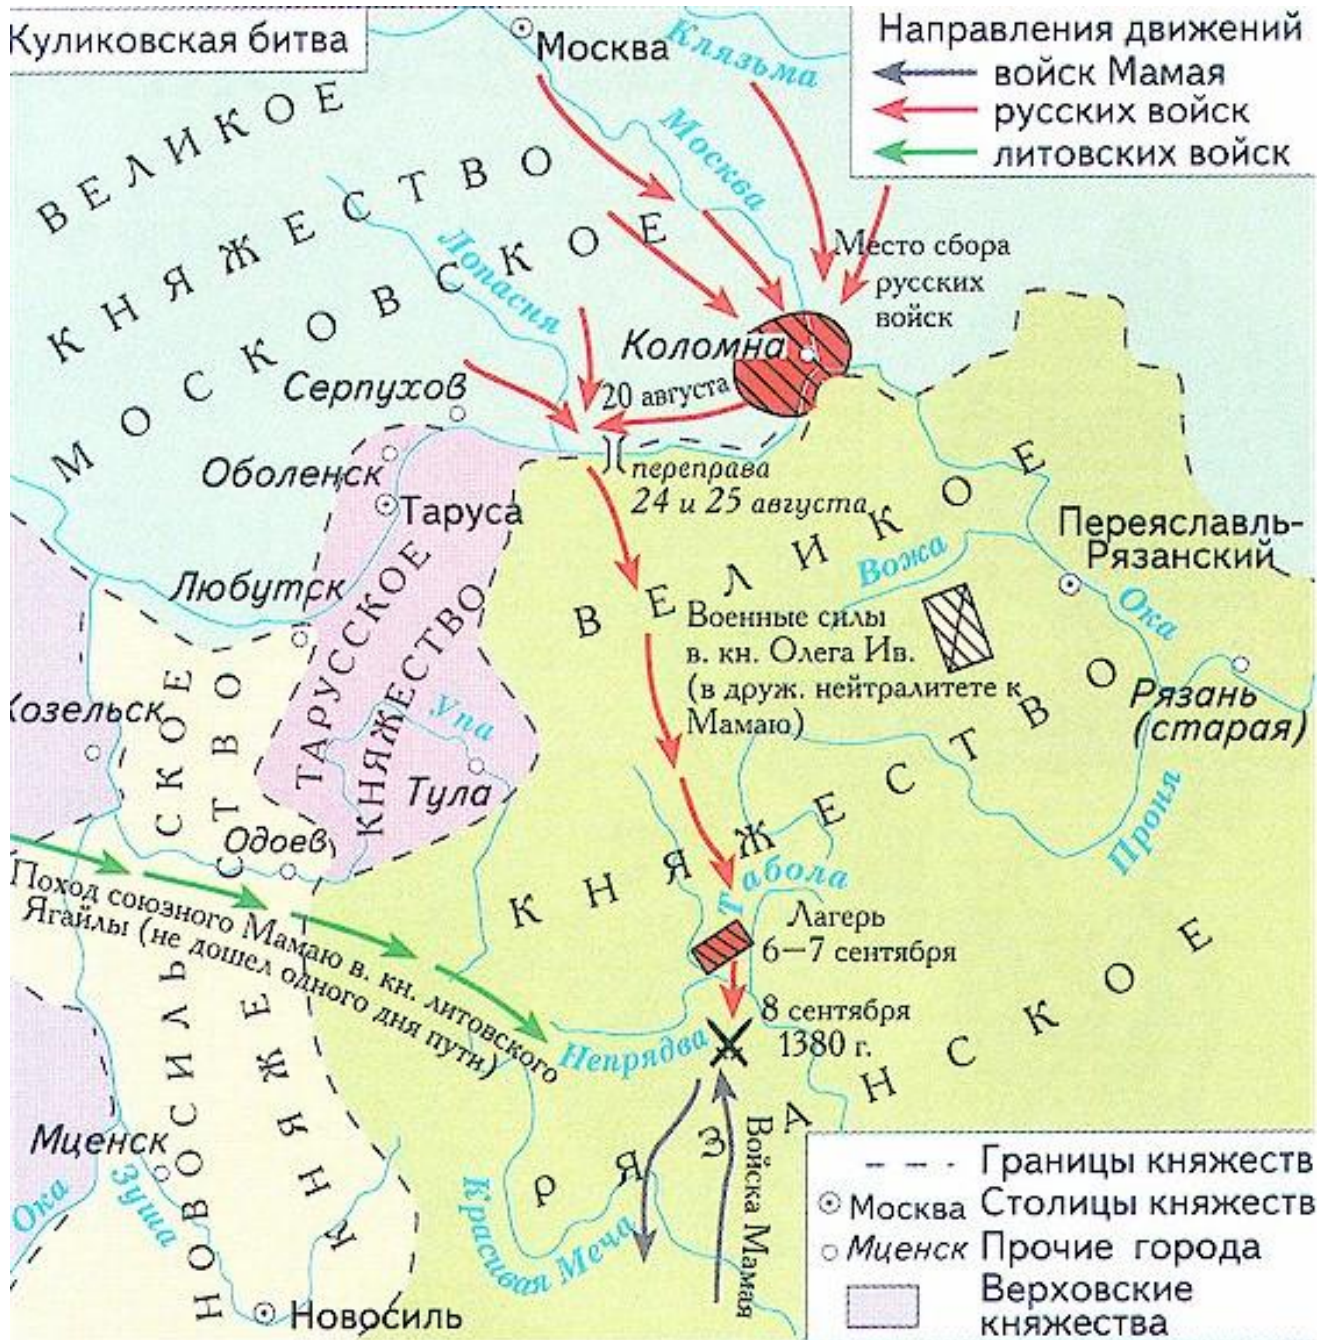 Куликовская битва
Москва
Клязьма
Направления движений
войск Мамая
русских войск
литовских войск
Москва
ВЕЛИКОЕ
КНЯЖЕСТВО
МОСКОВСКОЕ
Лопасня
Место сбора
русских
войск
Коломна
Серпухов
20 августа
Оболенск
Таруса
переправа
24 и 25 августа
Любутск
ТАРУССКОЕ
КНЯЖЕСТВО
Упа
Тула
Козельск
Одоев
ВЕЛИКОЕ
КНЯЖЕСТВО
РЯЗАНСКОЕ
Вожа
Переяславль-
Рязанский
Ока
Военные силы
в. кн. Олега Ив.
(в друж. нейтралитете к
Мамаю)
Рязань
(старая)
Проня
Табола
Лагерь
6–7 сентября
8 сентября
1380 г.
Непрядва
Поход союзного Мамаю в. кн. литовского
Ягайлы (не дошел одного дня пути)
НОВОСИЛЬСКОЕ
КНЯЖЕСТВО
Мценск
Ока
Зуша
Новосиль
Красивая Меча
Войска Мамая
Границы княжеств
Москва Столицы княжеств
Мценск Прочие города
Верховские
княжества